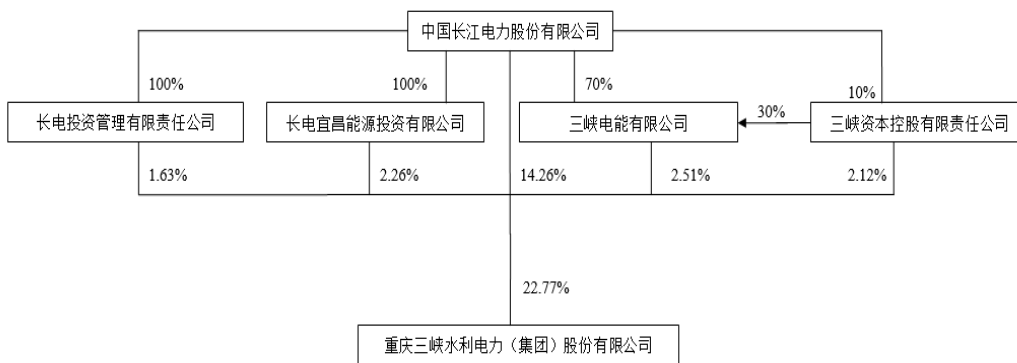 中国长江电力股份有限公司
100%
100%
70%
10%
长电投资管理有限责任公司
长电宜昌能源投资有限公司
三峡电能有限公司
30%
三峡资本控股有限责任公司
1.63%
2.26%
14.26%
2.51%
2.12%
22.77%
重庆三峡水利电力（集团）股份有限公司